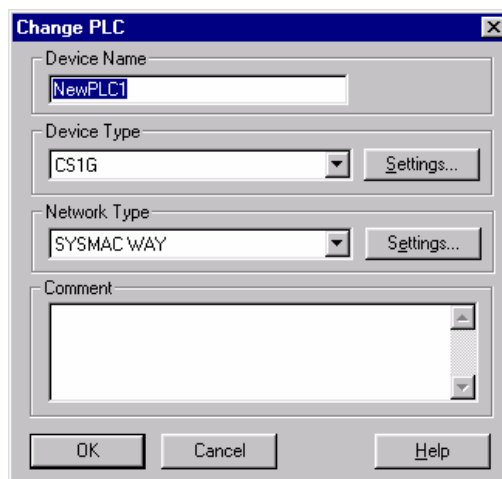 Change PLC
Device Name
NewPLC1
Device Type
CS1G
Settings...
Network Type
SYSMAC WAY
Settings...
Comment
OK
Cancel
Help